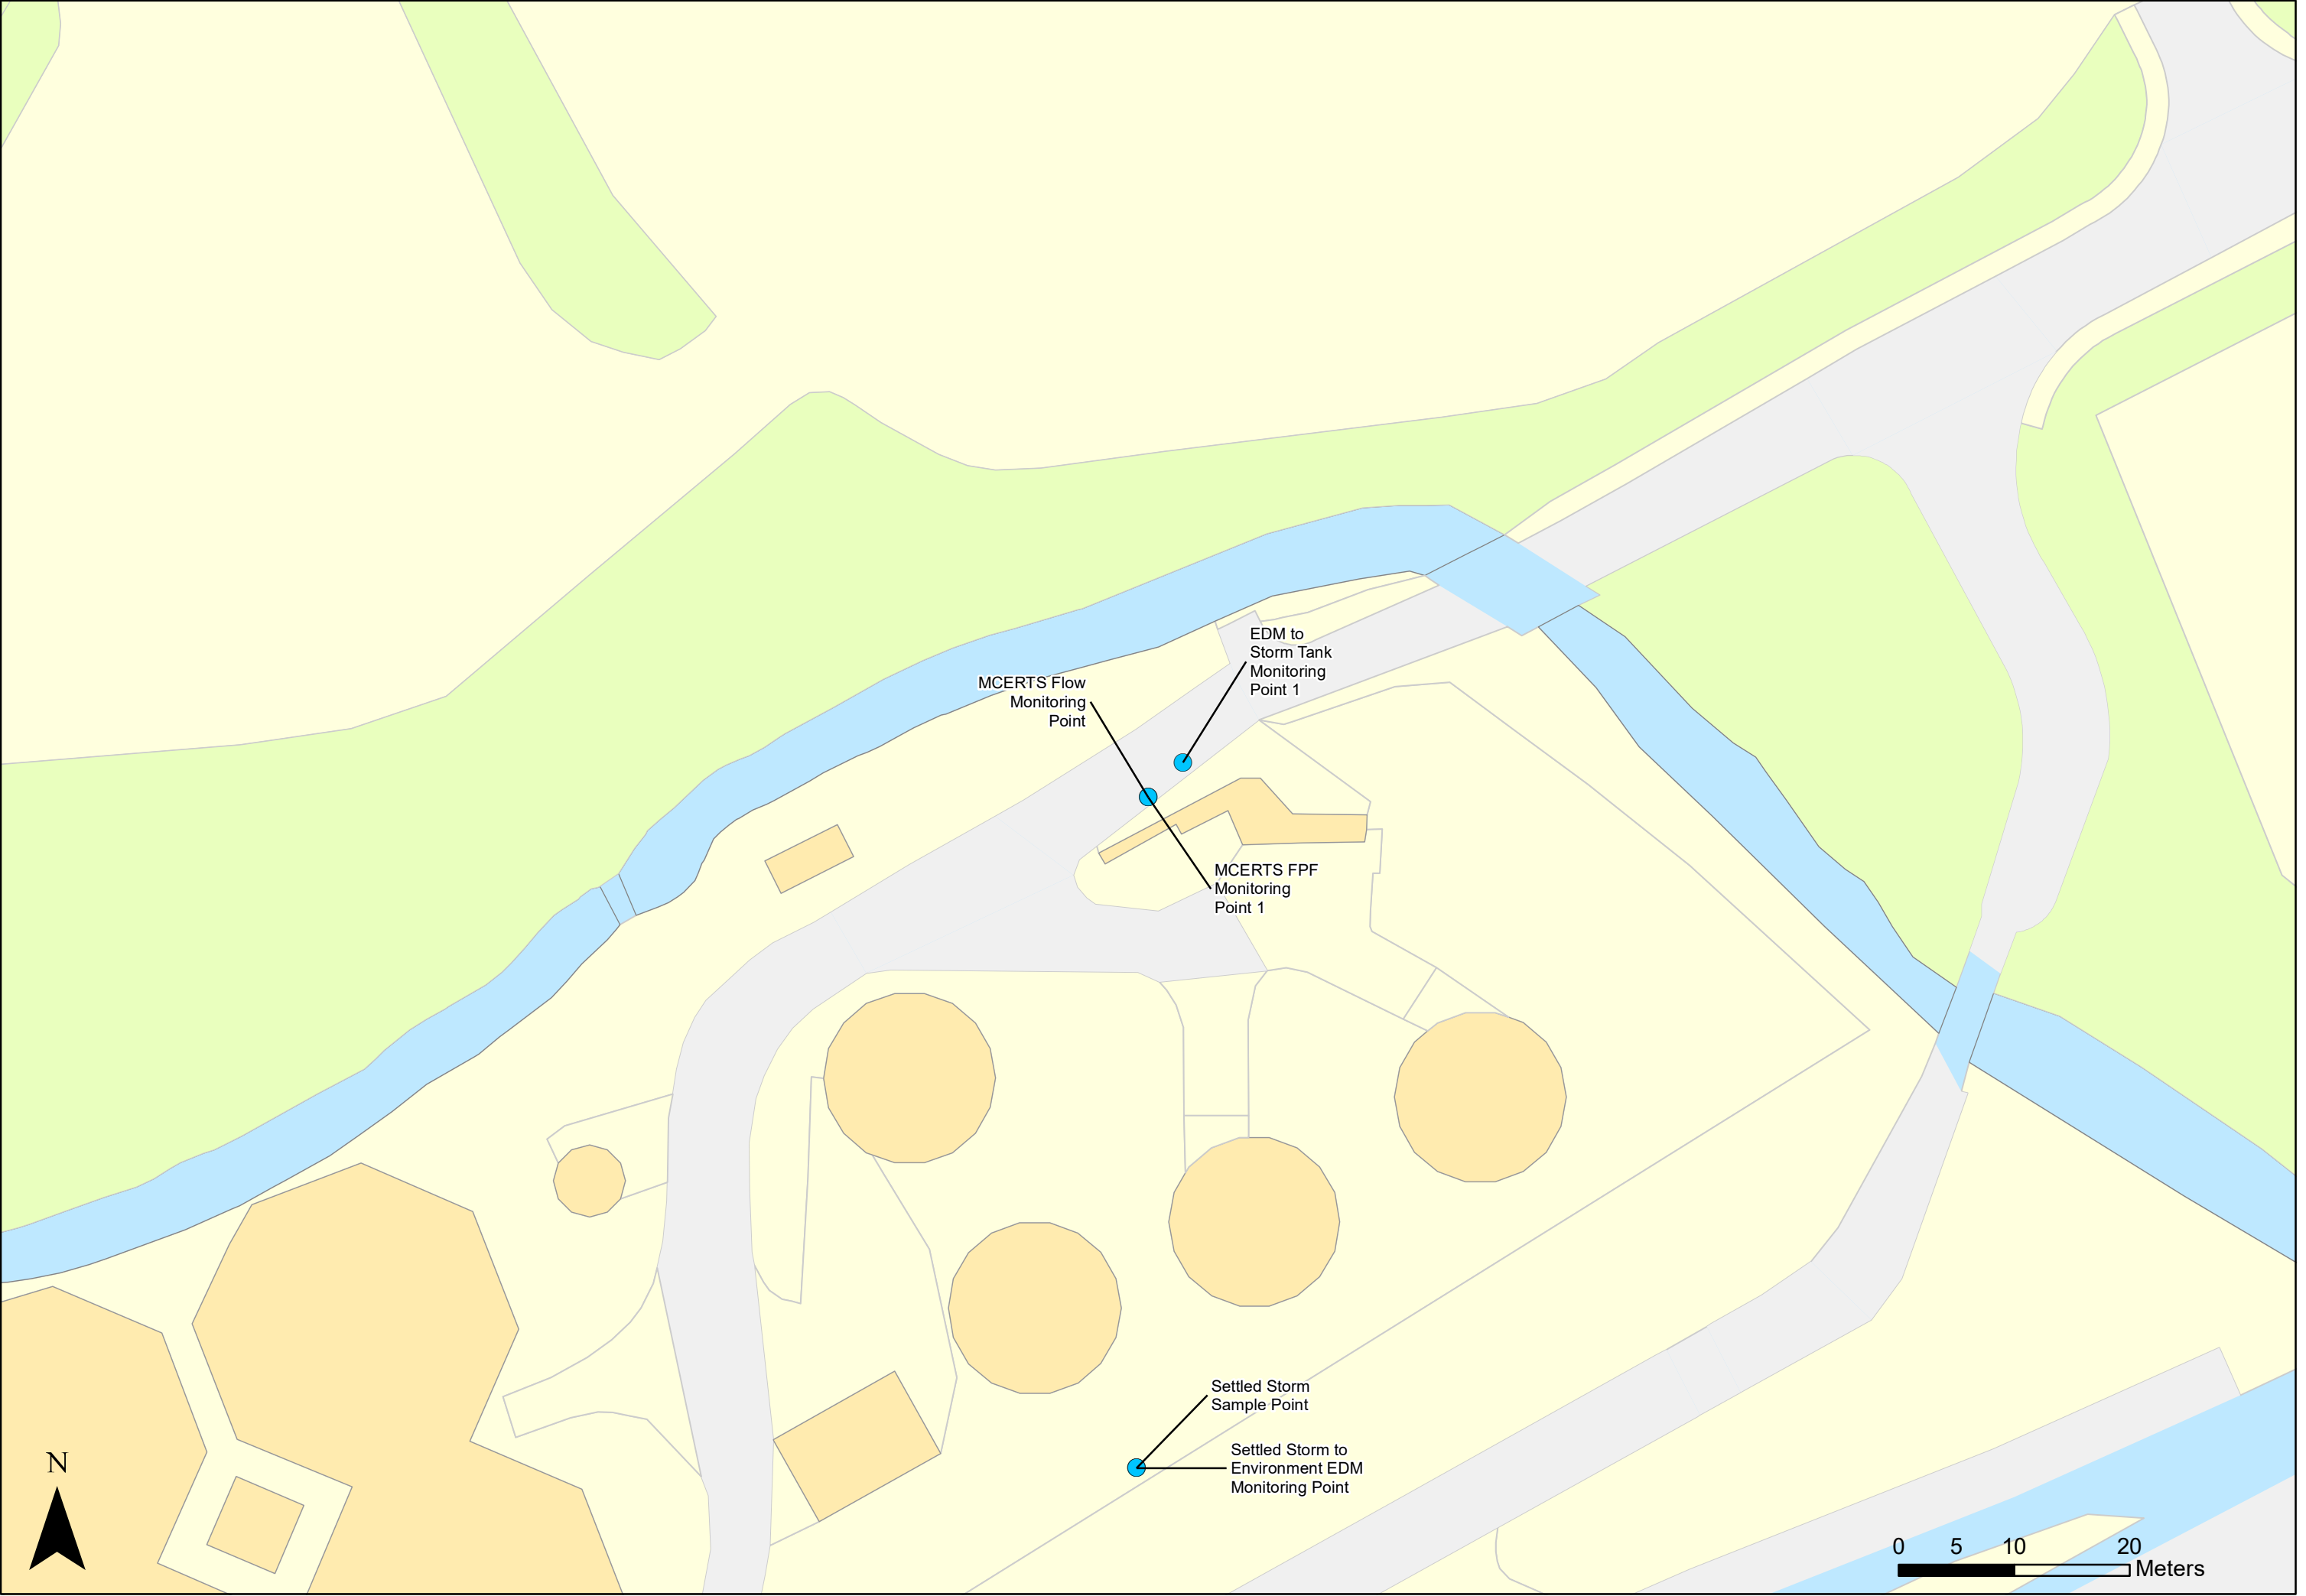 EDM to
Storm Tank
Monitoring
Point 1
MCERTS Flow
Monitoring
Point
MCERTS FPF
Monitoring
Point 1
Settled Storm
Sample Point
Settled Storm to
Environment EDM
Monitoring Point
N
0 5 10 20
Meters